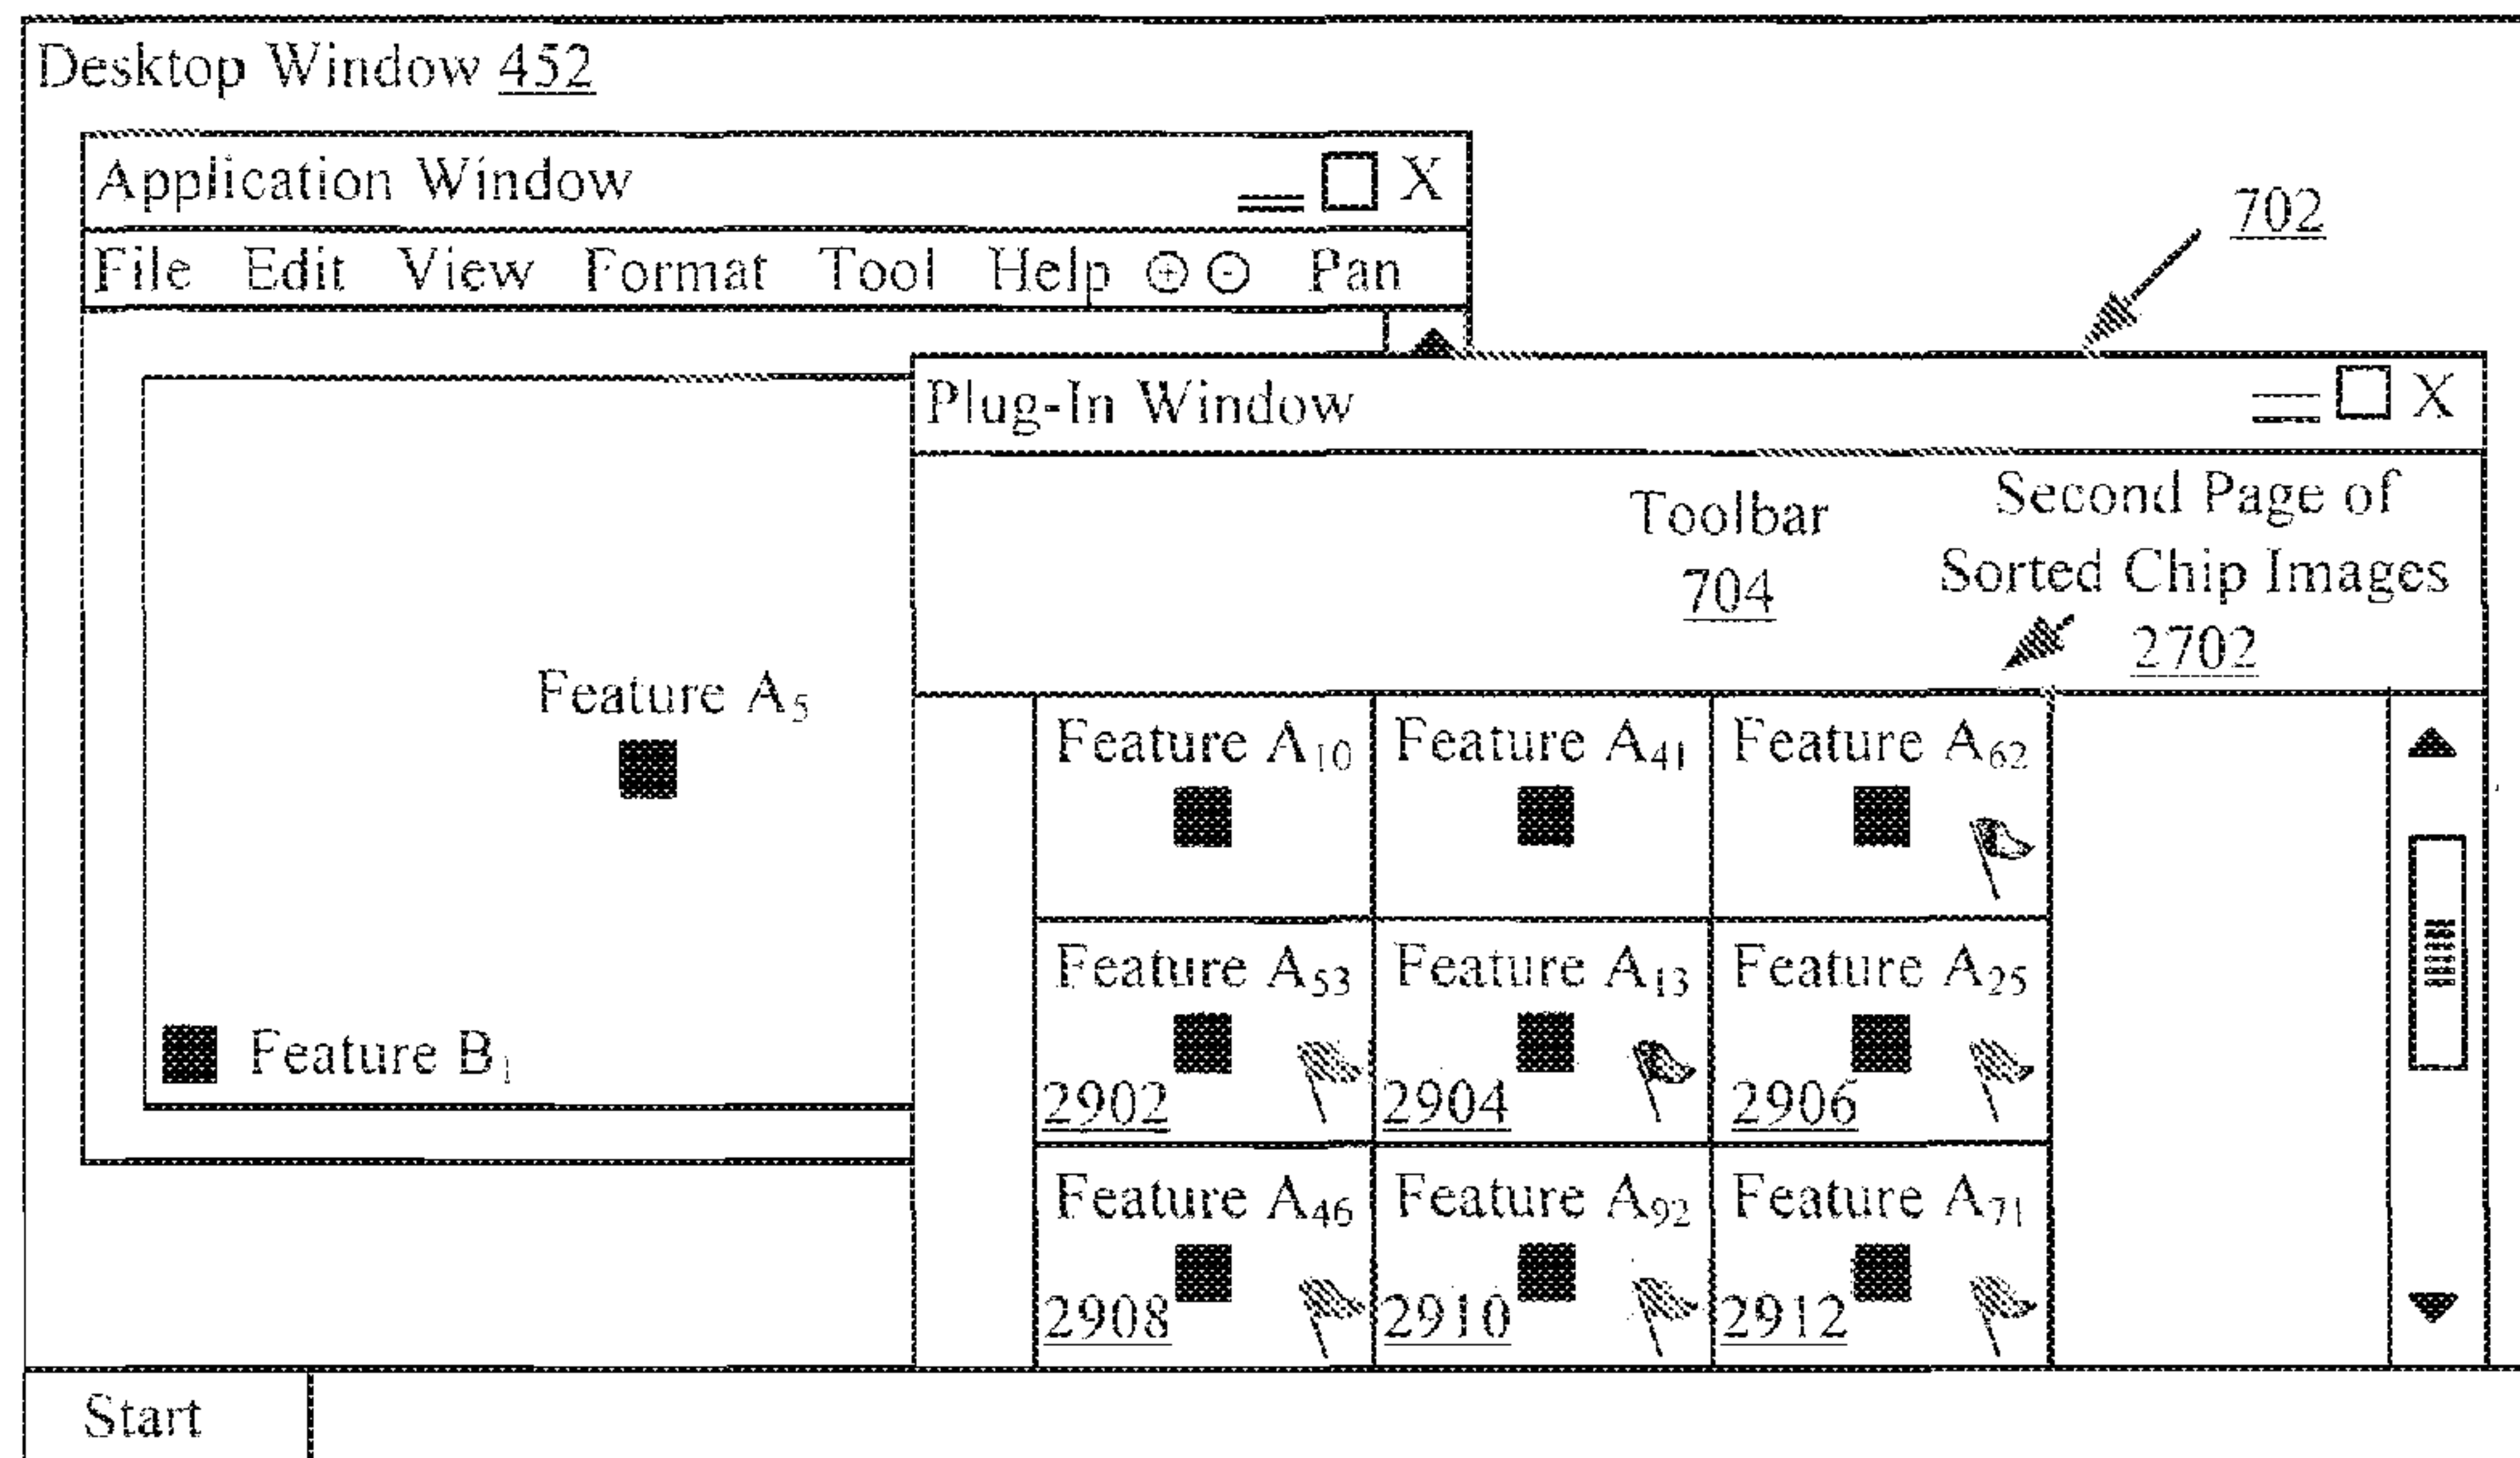 Desktop Window 452
Application Window X
File Edit View Format Tool Help + - Pan
702
Plug-In Window X
Toolbar
704
Second Page of
Sorted Chip Images
2702
Feature A₅
Feature B₁
Feature A₁₀ Feature A₄₁ Feature A₆₂
Feature A₅₃ Feature A₁₃ Feature A₂₅
2902 2904 2906
Feature A₄₆ Feature A₉₂ Feature A₇₁
2908 2910 2912
Start